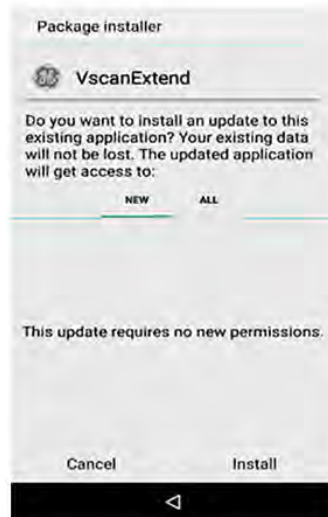 Package installer
VscanExtend
Do you want to install an update to this
existing application? Your existing data
will not be lost. The updated application
will get access to:
NEW ALL
This update requires no new permissions.
Cancel Install